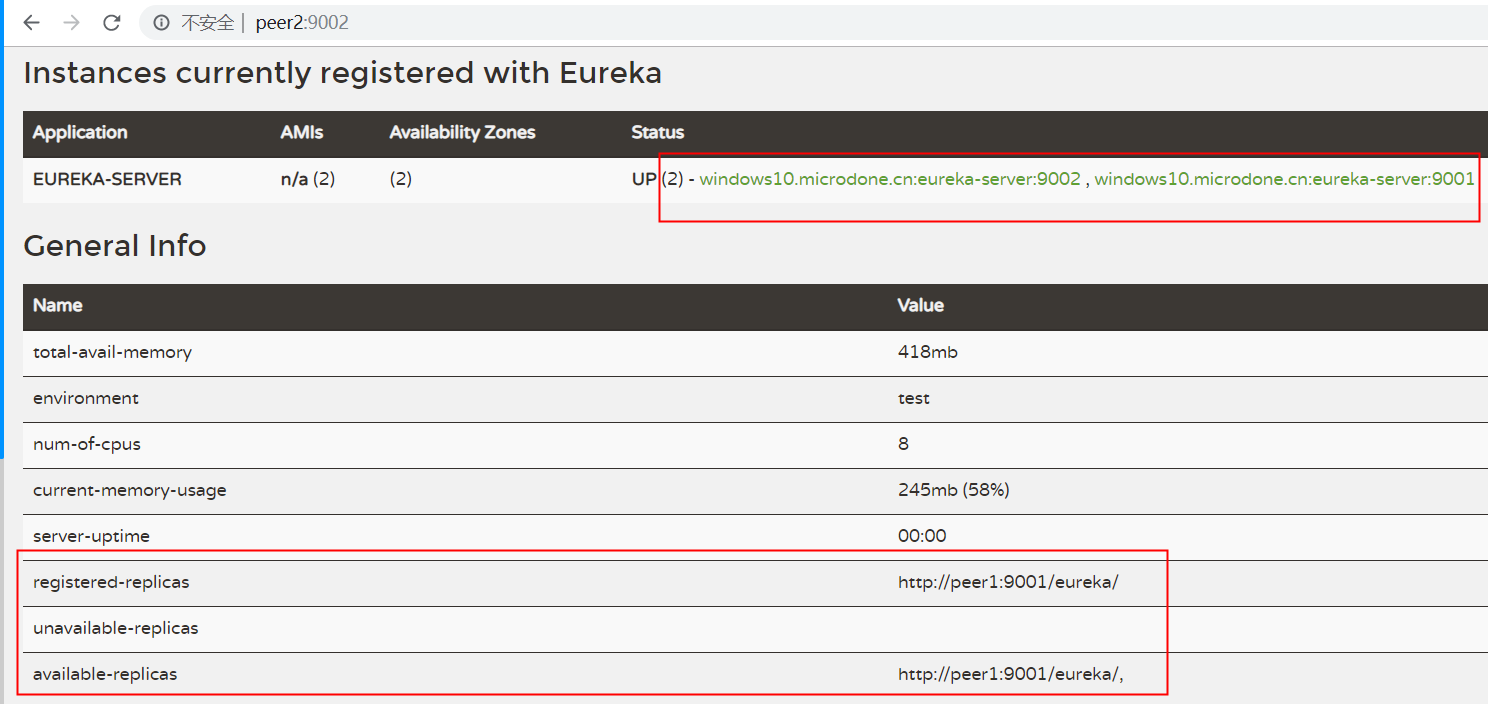 不安全 | peer2:9002
Instances currently registered with Eureka
Application AMIs Availability Zones Status
EUREKA-SERVER n/a (2) (2) UP (2) - windows10.microdone.cn:eureka-server:9002 , windows10.microdone.cn:eureka-server:9001
General Info
Name Value
total-avail-memory 418mb
environment test
num-of-cpus 8
current-memory-usage 245mb (58%)
server-uptime 00:00
registered-replicas http://peer1:9001/eureka/
unavailable-replicas
available-replicas http://peer1:9001/eureka/,